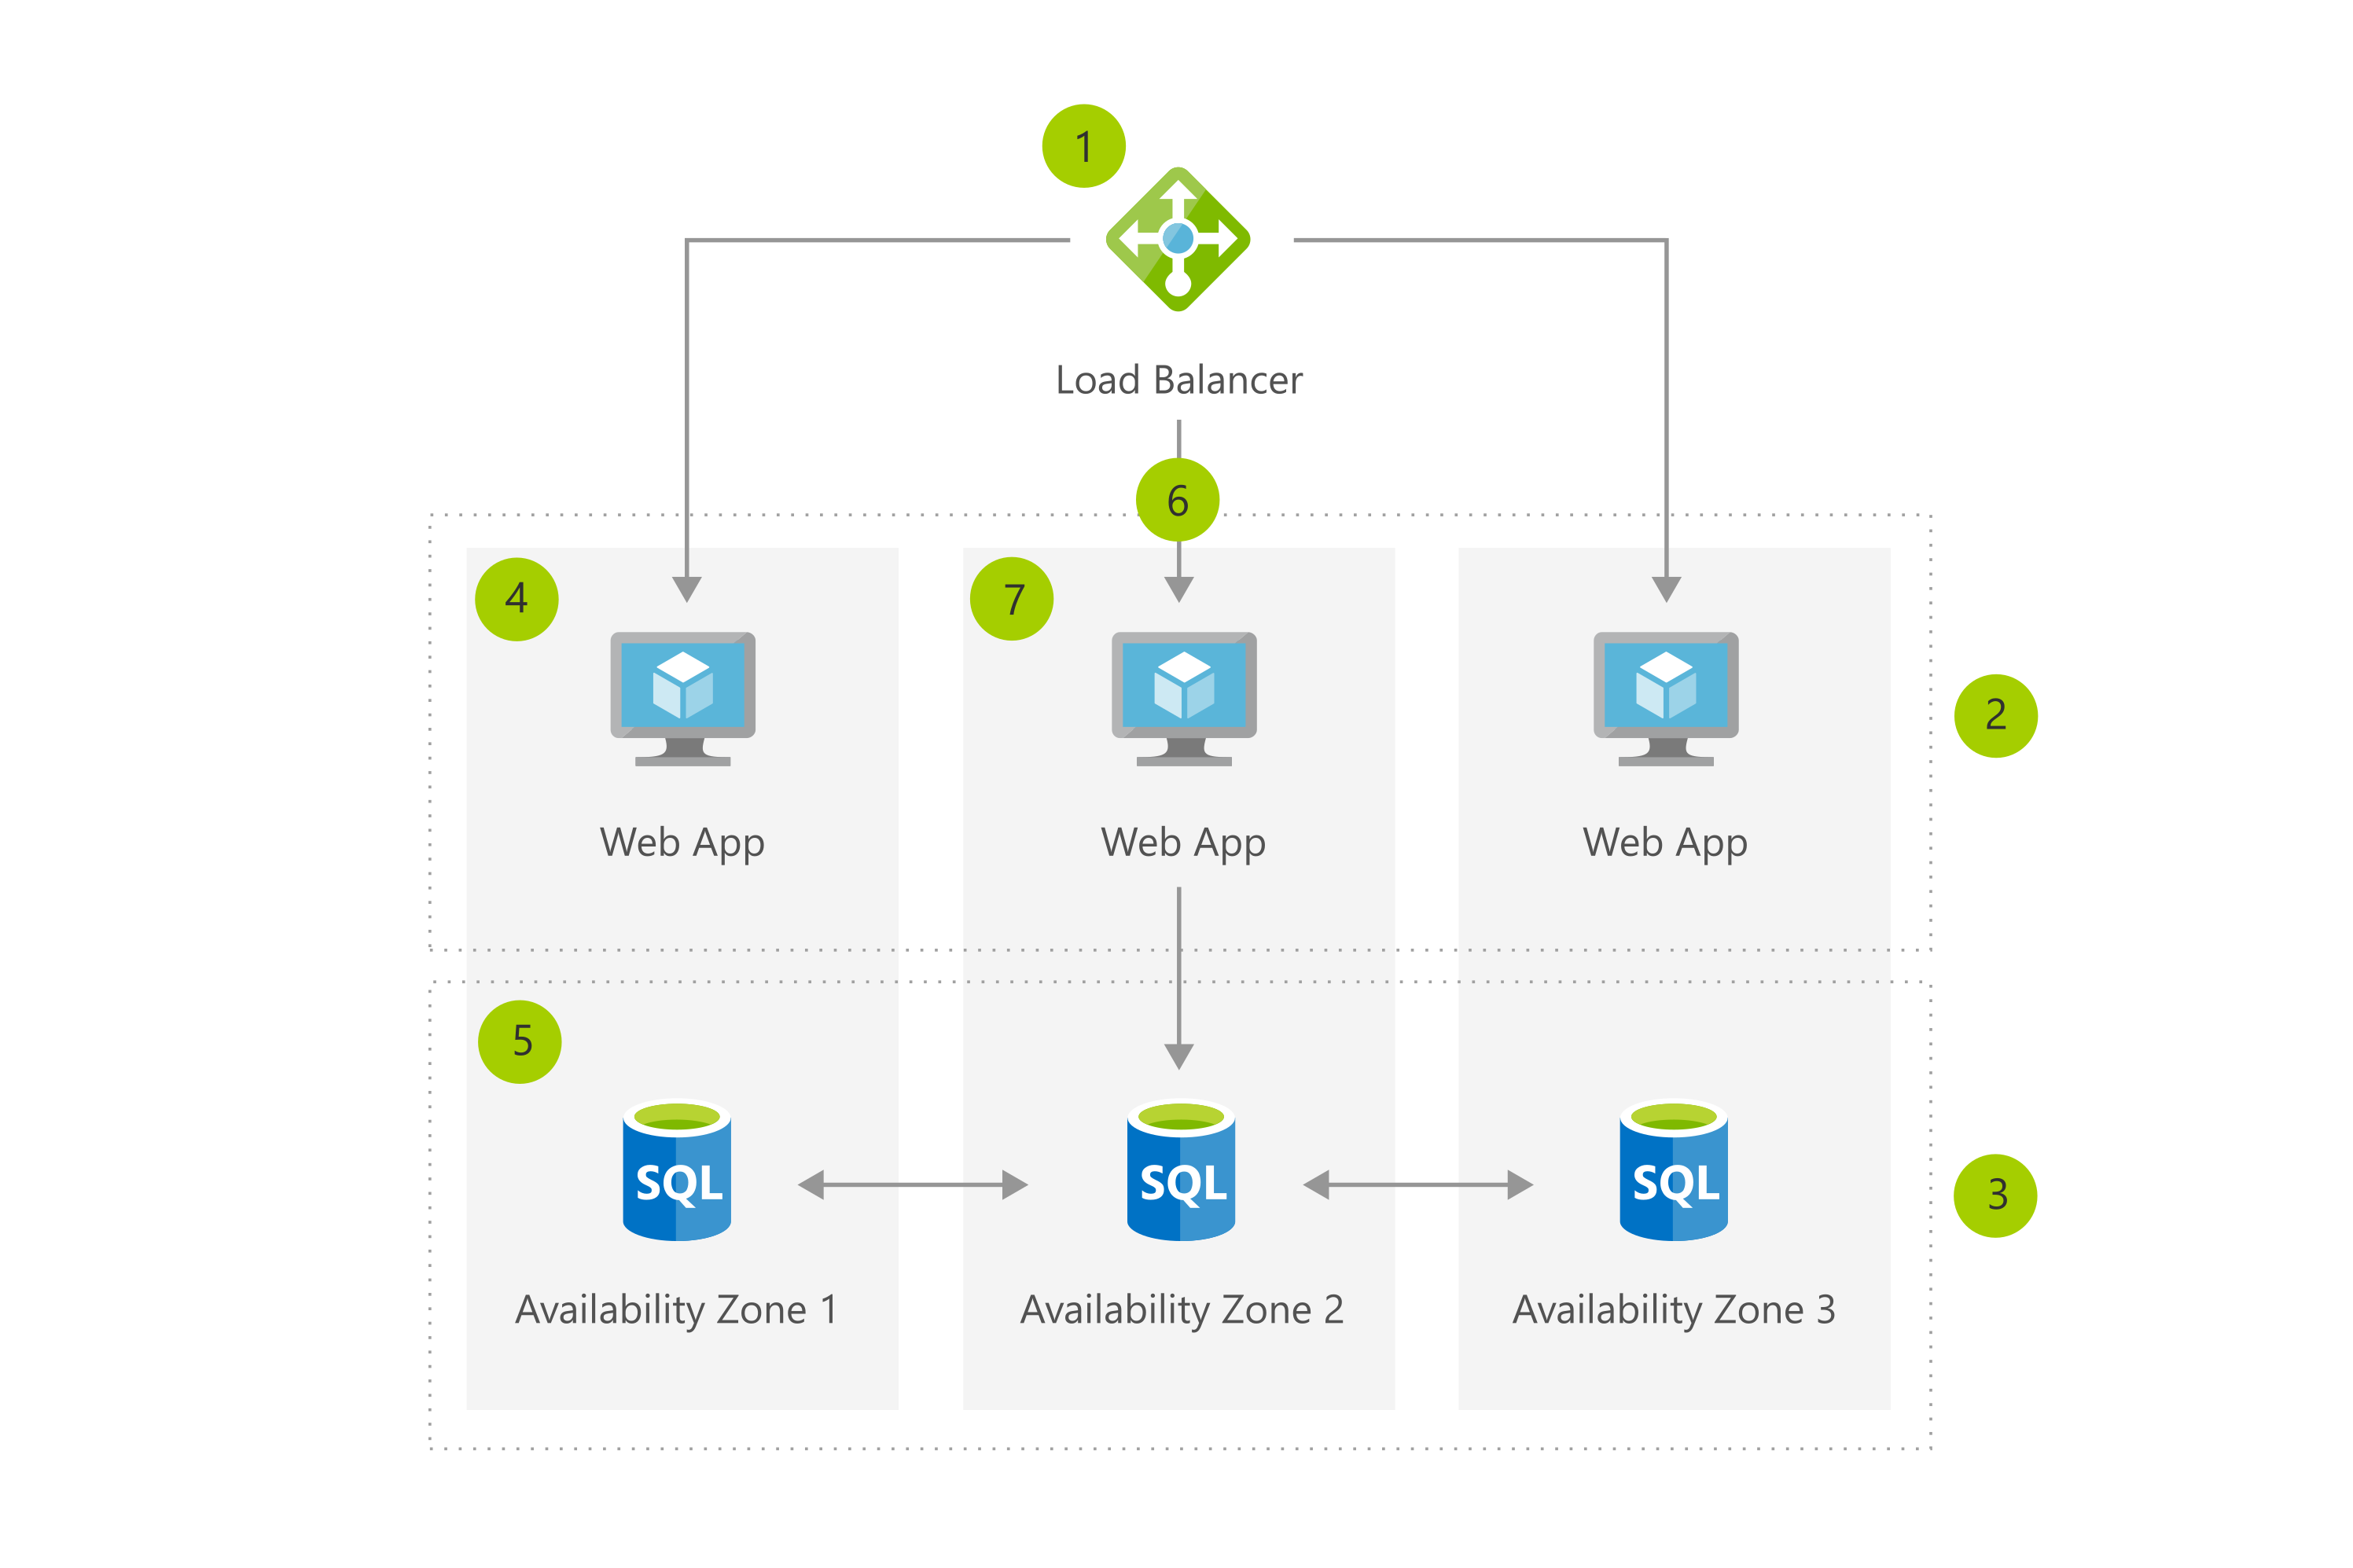 1
Load Balancer
6
4
7
2
Web App
Web App
Web App
5
3
SQL
SQL
SQL
Availability Zone 1
Availability Zone 2
Availability Zone 3